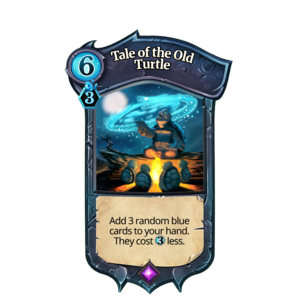 6
Tale of the Old
Turtle
3
Add 3 random blue
cards to your hand.
They cost 3 less.